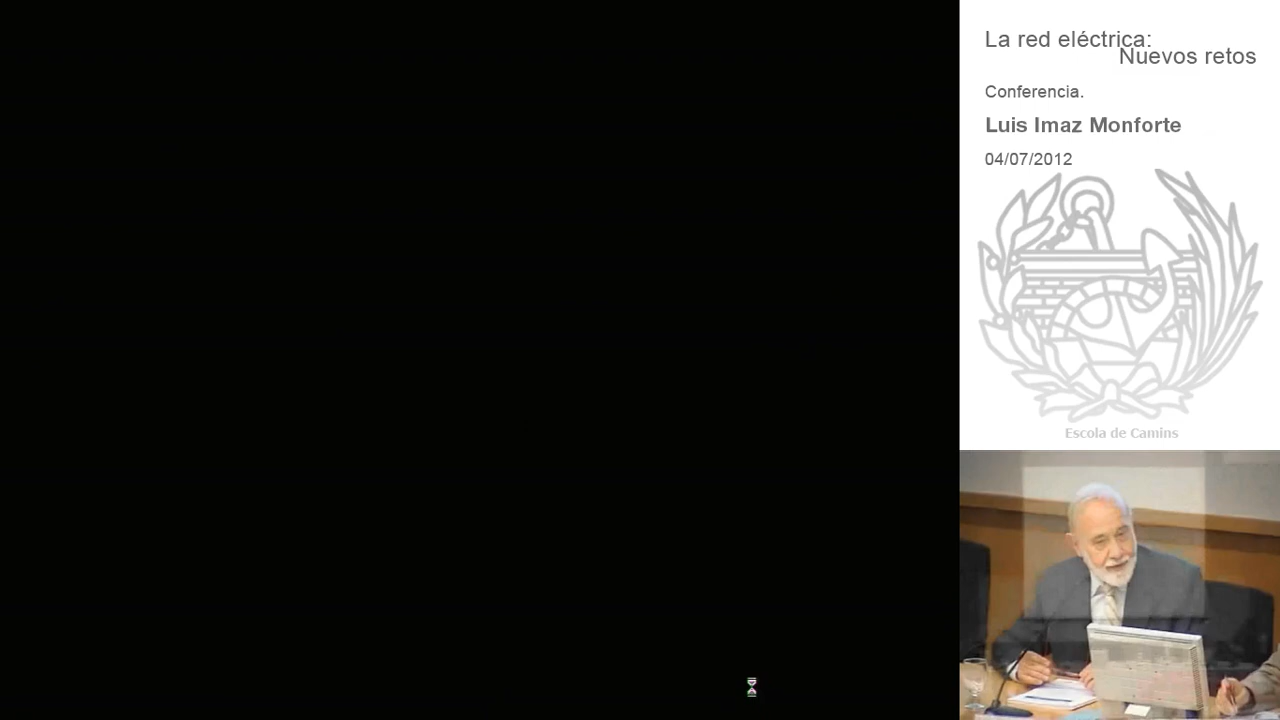 La red eléctrica:
Nuevos retos
Conferencia.
Luis Imaz Monforte
04/07/2012
Escola de Camins